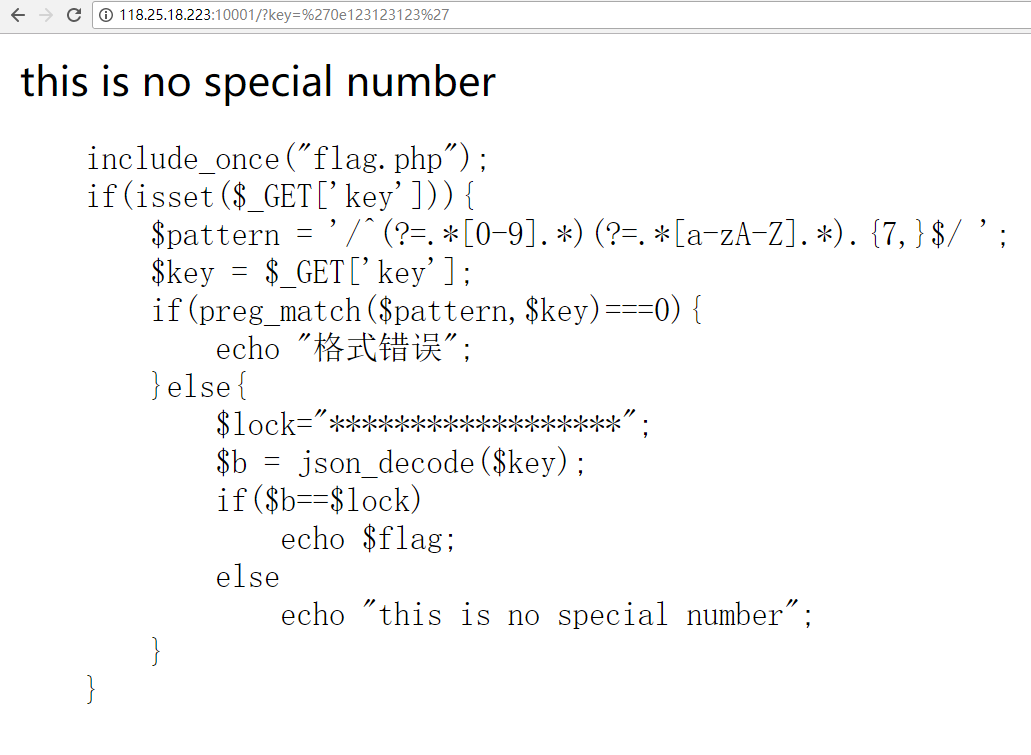 118.25.18.223:10001/?key=%270e123123123%27
this is no special number
include_once("flag.php");
if(isset($_GET['key'])){
$pattern = '/^(?=.*[0-9].*)(?=.*[a-zA-Z].*).{7,}$/ ';
$key = $_GET['key'];
if(preg_match($pattern,$key)===0){
echo "格式错误";
}else{
$lock="******************";
$b = json_decode($key);
if($b==$lock)
echo $flag;
else
echo "this is no special number";
}
}